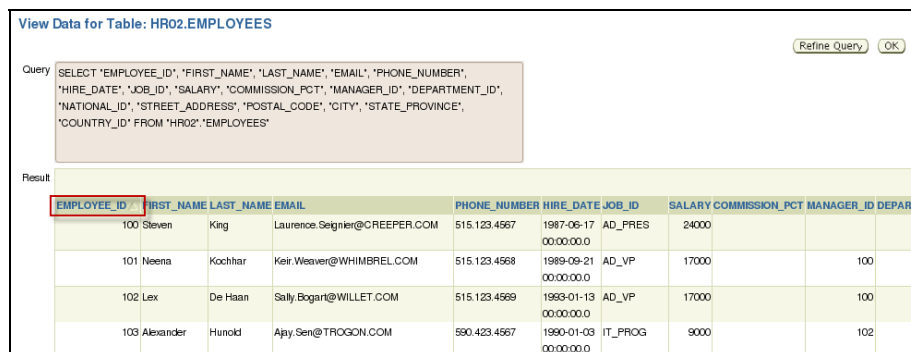 View Data for Table: HR02.EMPLOYEES
Refine Query OK
Query
SELECT "EMPLOYEE_ID", "FIRST_NAME", "LAST_NAME", "EMAIL", "PHONE_NUMBER",
"HIRE_DATE", "JOB_ID", "SALARY", "COMMISSION_PCT", "MANAGER_ID", "DEPARTMENT_ID",
"NATIONAL_ID", "STREET_ADDRESS", "POSTAL_CODE", "CITY", "STATE_PROVINCE",
"COUNTRY_ID" FROM "HR02"."EMPLOYEES"
Result
EMPLOYEE_ID FIRST_NAME LAST_NAME EMAIL PHONE_NUMBER HIRE_DATE JOB_ID SALARY COMMISSION_PCT MANAGER_ID DEPAR
100 Steven King Laurence.Seignier@CREEPER.COM 515.123.4567 1987-06-17 AD_PRES 24000
00:00:00.0
101 Neena Kochhar Keir.Weaver@WHIMBREL.COM 515.123.4568 1989-09-21 AD_VP 17000 100
00:00:00.0
102 Lex De Haan Sally.Bogart@WILLET.COM 515.123.4569 1993-01-13 AD_VP 17000 100
00:00:00.0
103 Alexander Hunold Ajay.Sen@TROGON.COM 590.423.4567 1990-01-03 IT_PROG 9000 102
00:00:00.0